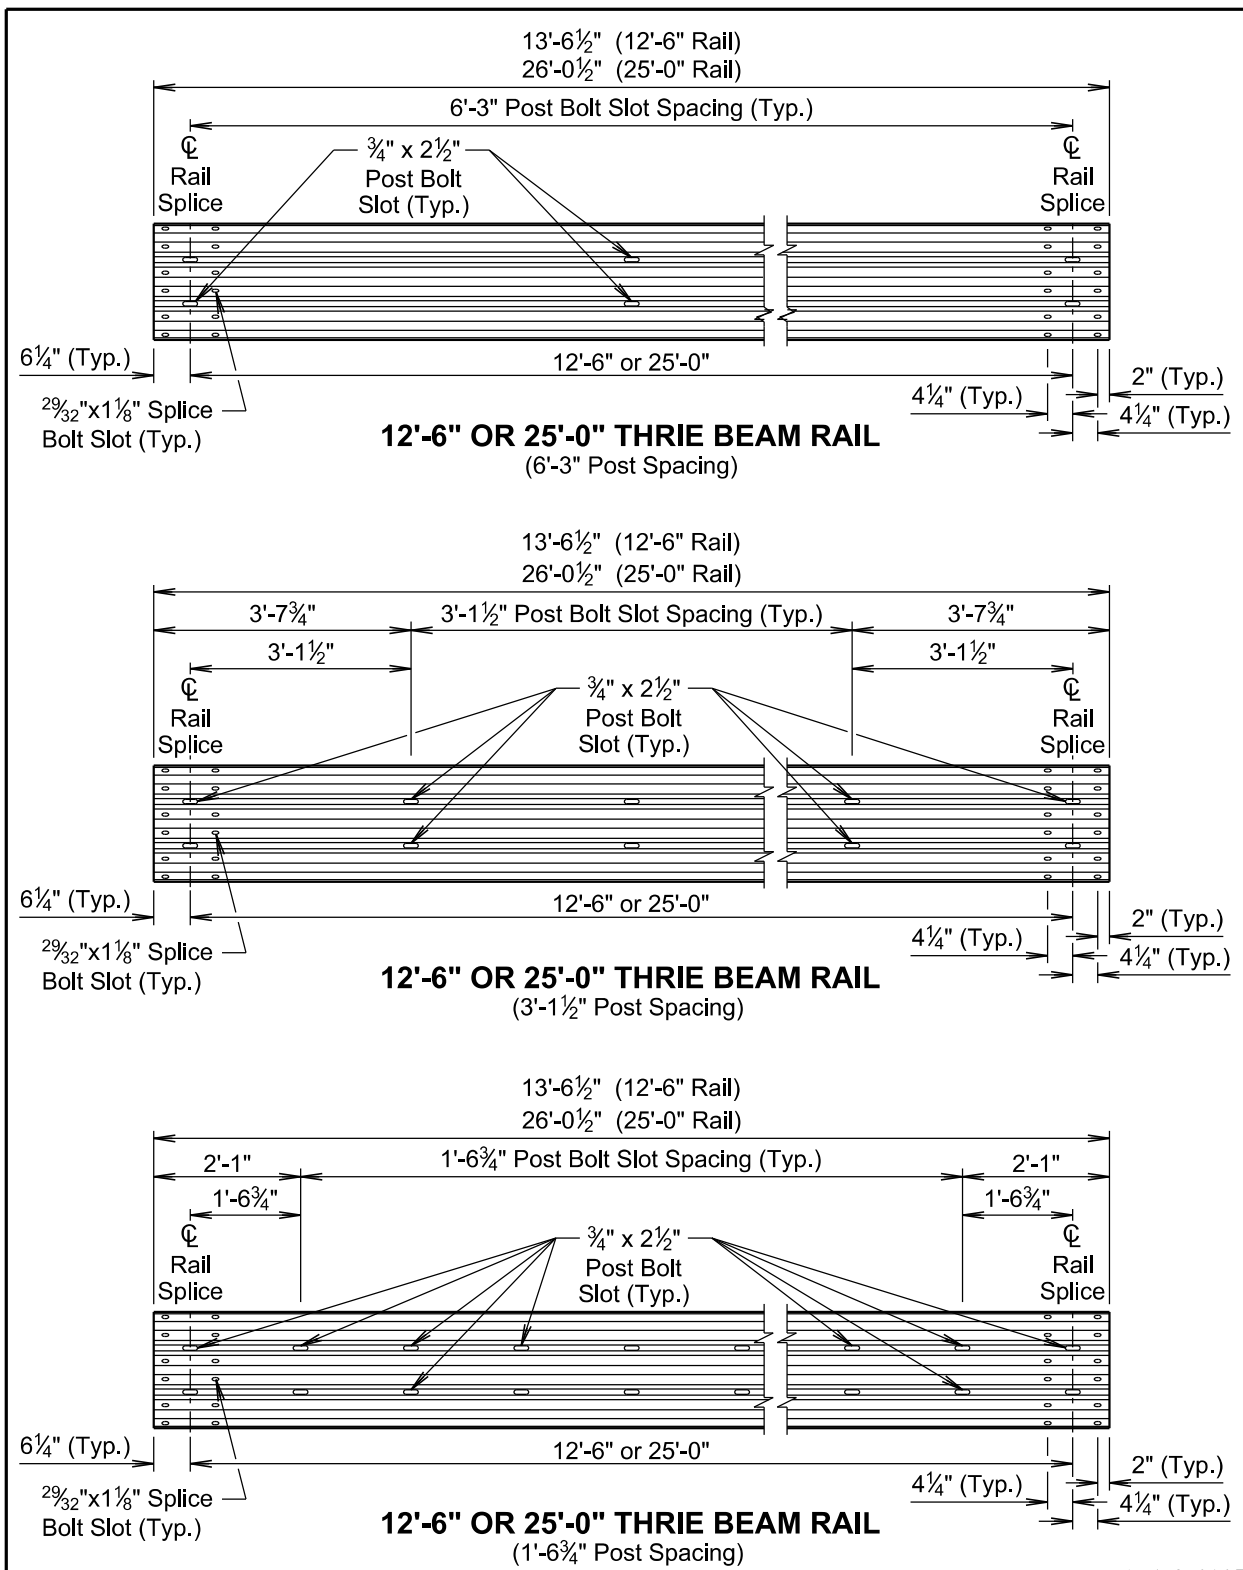 13'-6½" (12'-6" Rail)
26'-0½" (25'-0" Rail)
6'-3" Post Bolt Slot Spacing (Typ.)
℄
Rail
Splice
¾" x 2½"
Post Bolt
Slot (Typ.)
℄
Rail
Splice
6¼" (Typ.)
12'-6" or 25'-0"
2" (Typ.)
4¼" (Typ.)
4¼" (Typ.)
29⁄32"x1⅛" Splice
Bolt Slot (Typ.)
12'-6" OR 25'-0" THRIE BEAM RAIL
(6'-3" Post Spacing)
13'-6½" (12'-6" Rail)
26'-0½" (25'-0" Rail)
3'-7¾"
3'-1½" Post Bolt Slot Spacing (Typ.)
3'-7¾"
3'-1½"
3'-1½"
℄
Rail
Splice
¾" x 2½"
Post Bolt
Slot (Typ.)
℄
Rail
Splice
6¼" (Typ.)
12'-6" or 25'-0"
2" (Typ.)
4¼" (Typ.)
4¼" (Typ.)
29⁄32"x1⅛" Splice
Bolt Slot (Typ.)
12'-6" OR 25'-0" THRIE BEAM RAIL
(3'-1½" Post Spacing)
13'-6½" (12'-6" Rail)
26'-0½" (25'-0" Rail)
2'-1"
1'-6¾" Post Bolt Slot Spacing (Typ.)
2'-1"
1'-6¾"
1'-6¾"
℄
Rail
Splice
¾" x 2½"
Post Bolt
Slot (Typ.)
℄
Rail
Splice
6¼" (Typ.)
12'-6" or 25'-0"
2" (Typ.)
4¼" (Typ.)
4¼" (Typ.)
29⁄32"x1⅛" Splice
Bolt Slot (Typ.)
12'-6" OR 25'-0" THRIE BEAM RAIL
(1'-6¾" Post Spacing)